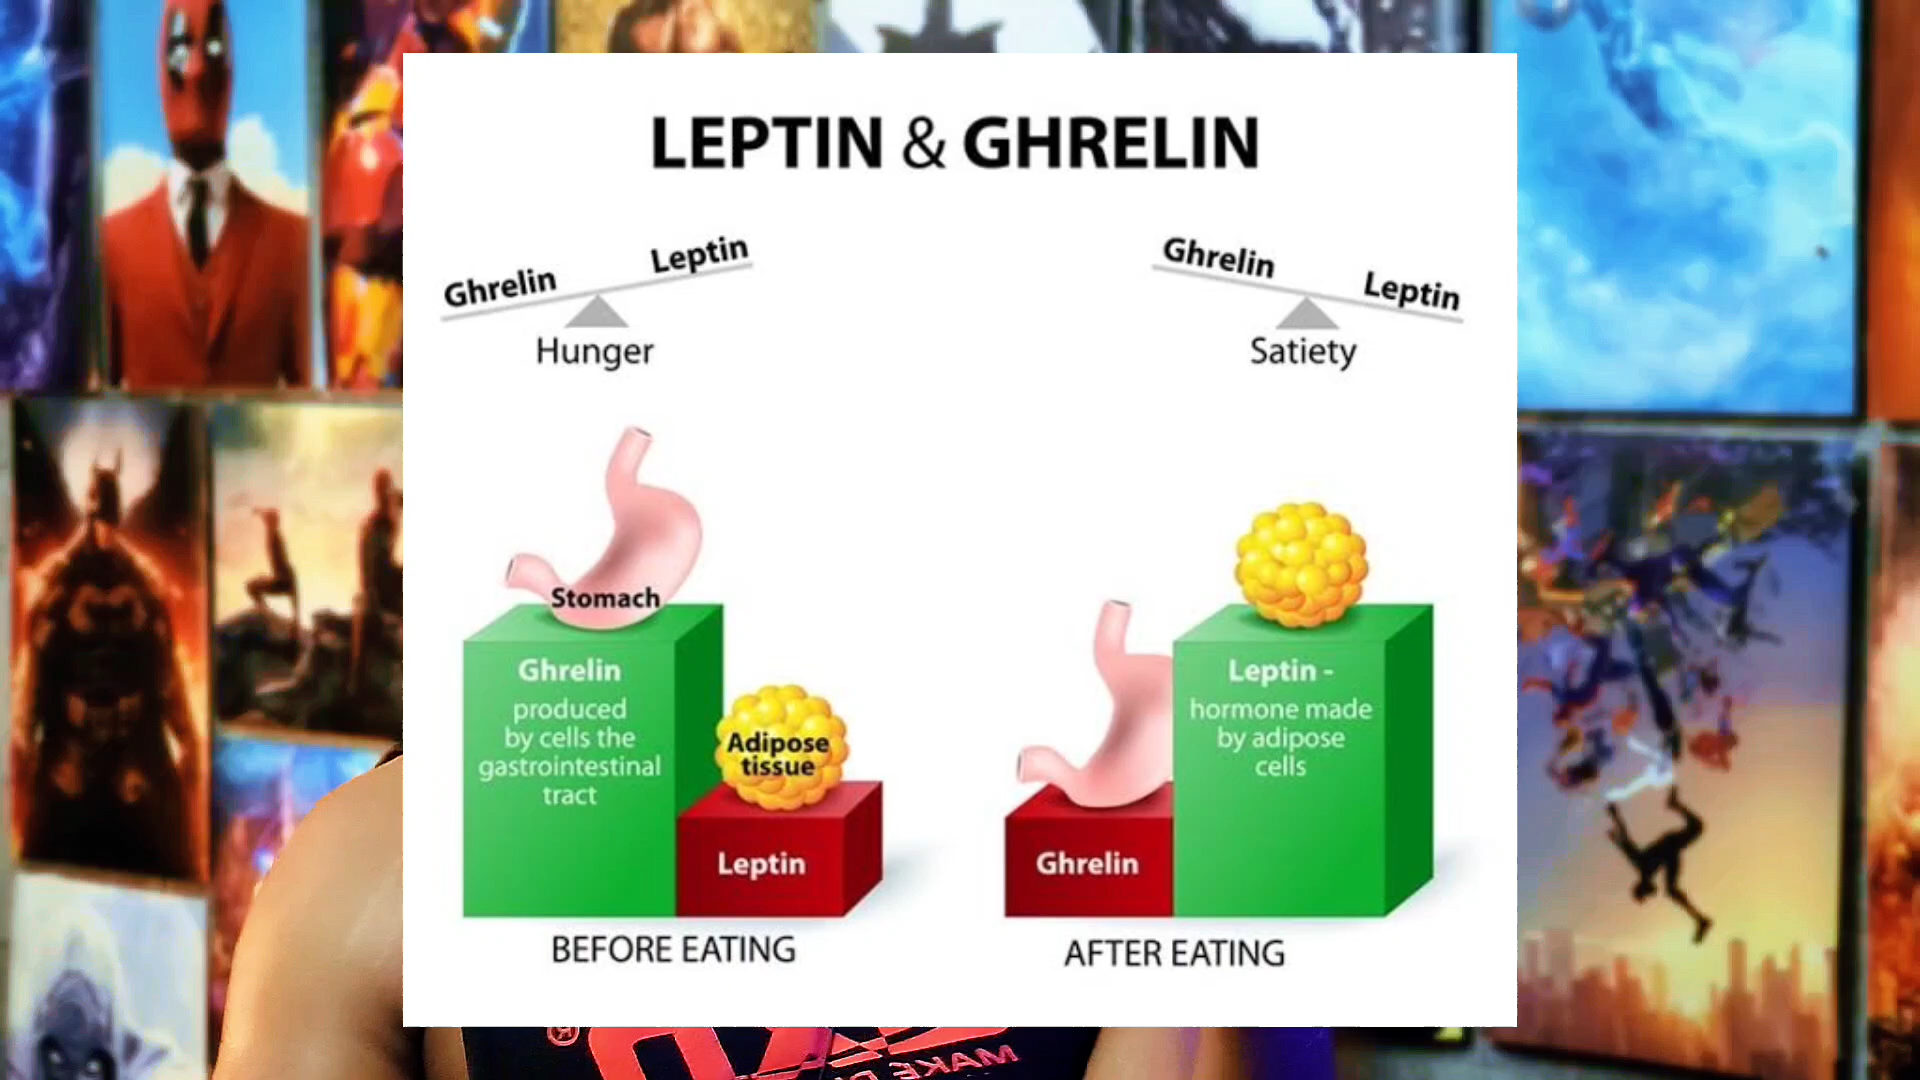 LEPTIN & GHRELIN
Ghrelin
Leptin
Hunger
Ghrelin
Leptin
Satiety
Stomach
Ghrelin
produced
by cells the
gastrointestinal
tract
Adipose
tissue
Leptin
BEFORE EATING
Leptin -
hormone made
by adipose
cells
Ghrelin
AFTER EATING
®
MAKE